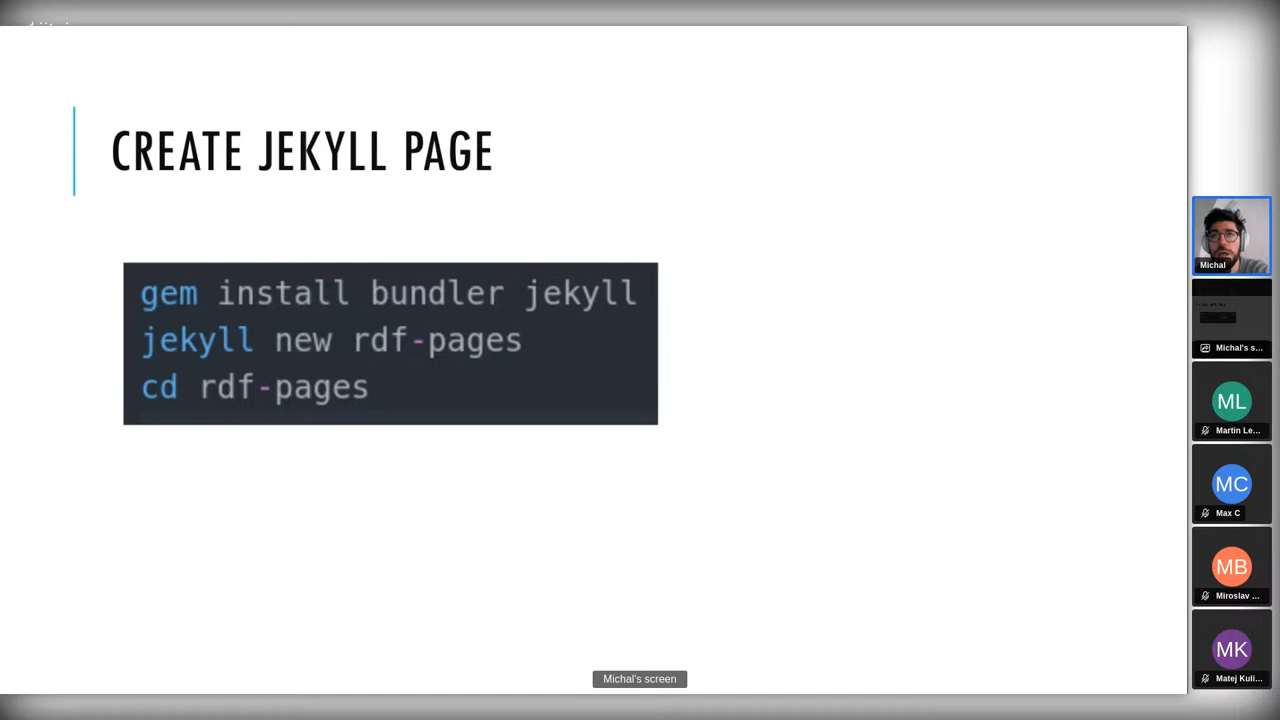 CREATE JEKYLL PAGE
gem install bundler jekyll
jekyll new rdf-pages
cd rdf-pages
Michal's screen
Michal
Michal's s...
ML
Martin Le...
MC
Max C
MB
Miroslav ...
MK
Matej Kuli...